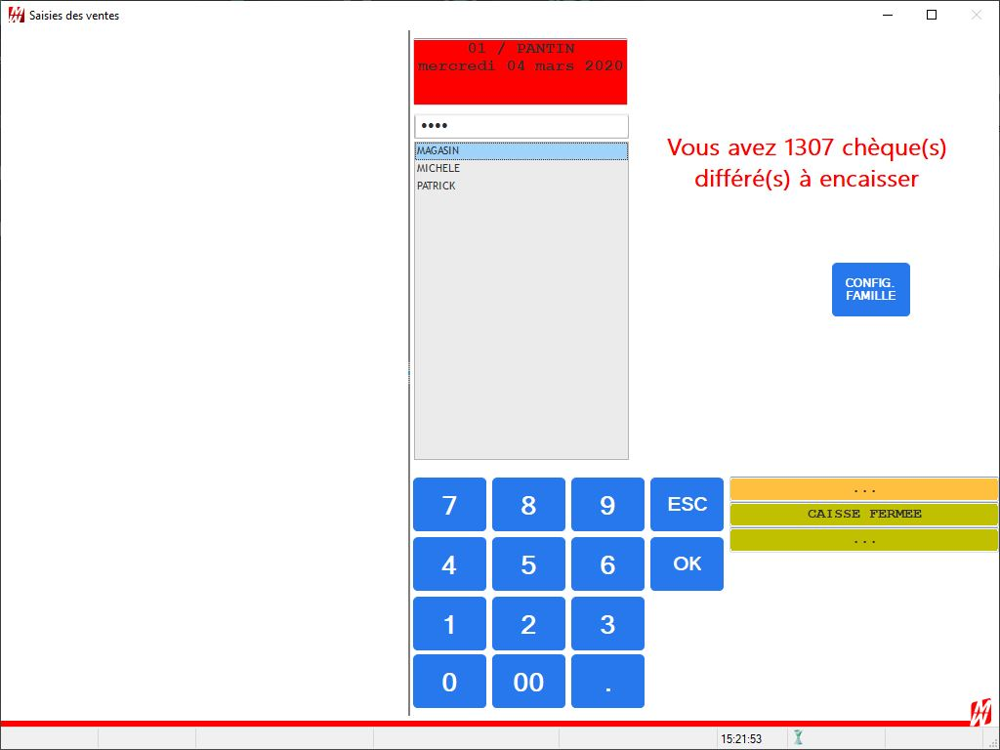 Saisies des ventes
01 / PANTIN
mercredi 04 mars 2020
••••
MAGASIN
MICHELE
PATRICK
Vous avez 1307 chèque(s)
différé(s) à encaisser
CONFIG.
FAMILLE
7 8 9 ESC
4 5 6 OK
1 2 3
0 00 .
...
CAISSE FERMEE
...
15:21:53